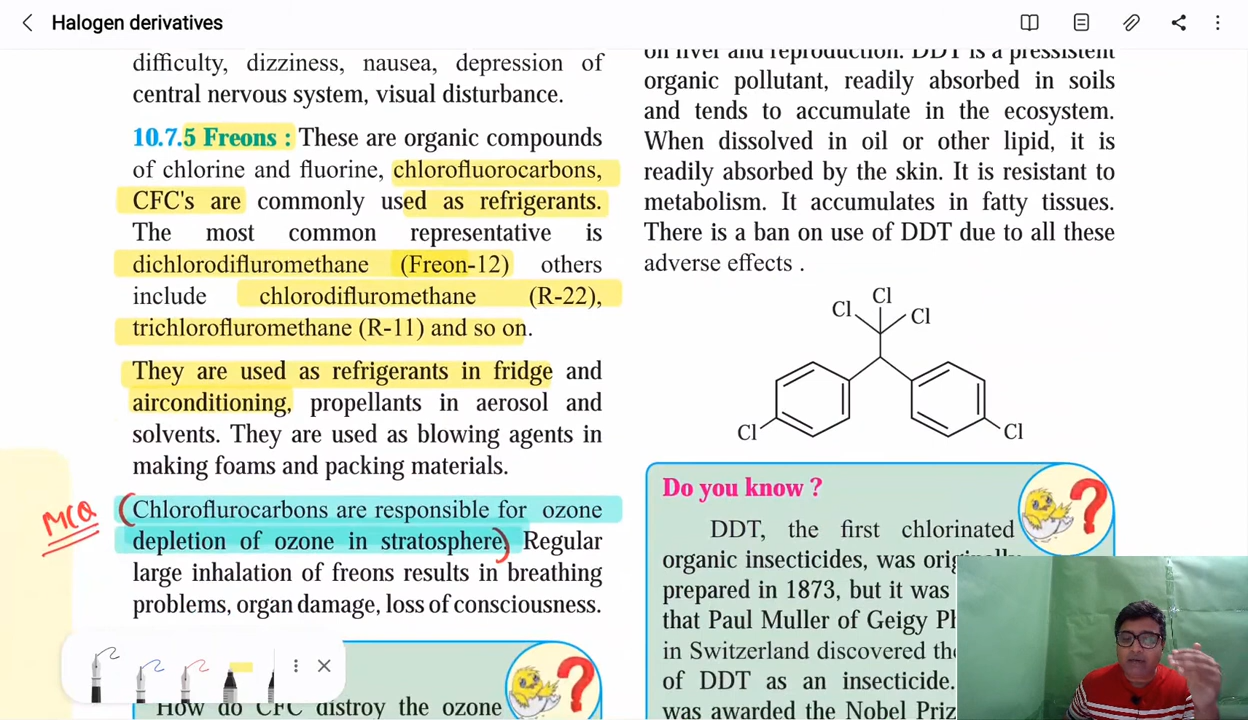 Halogen derivatives
difficulty, dizziness, nausea, depression of
central nervous system, visual disturbance.
10.7.5 Freons : These are organic compounds
of chlorine and fluorine, chlorofluorocarbons,
CFC's are commonly used as refrigerants.
The most common representative is
dichlorodifluromethane (Freon-12) others
include chlorodifluromethane (R-22),
trichlorofluromethane (R-11) and so on.
They are used as refrigerants in fridge and
airconditioning, propellants in aerosol and
solvents. They are used as blowing agents in
making foams and packing materials.
MCQ
(Chloroflurocarbons are responsible for ozone
depletion of ozone in stratosphere) Regular
large inhalation of freons results in breathing
problems, organ damage, loss of consciousness.
?
How do CFC distroy the ozone
on liver and reproduction. DDT is a pressistent
organic pollutant, readily absorbed in soils
and tends to accumulate in the ecosystem.
When dissolved in oil or other lipid, it is
readily absorbed by the skin. It is resistant to
metabolism. It accumulates in fatty tissues.
There is a ban on use of DDT due to all these
adverse effects .
Cl
Cl Cl
Cl Cl
Do you know ?
?
DDT, the first chlorinated
organic insecticides, was originally
prepared in 1873, but it was
that Paul Muller of Geigy Ph
in Switzerland discovered the
of DDT as an insecticide.
was awarded the Nobel Priz